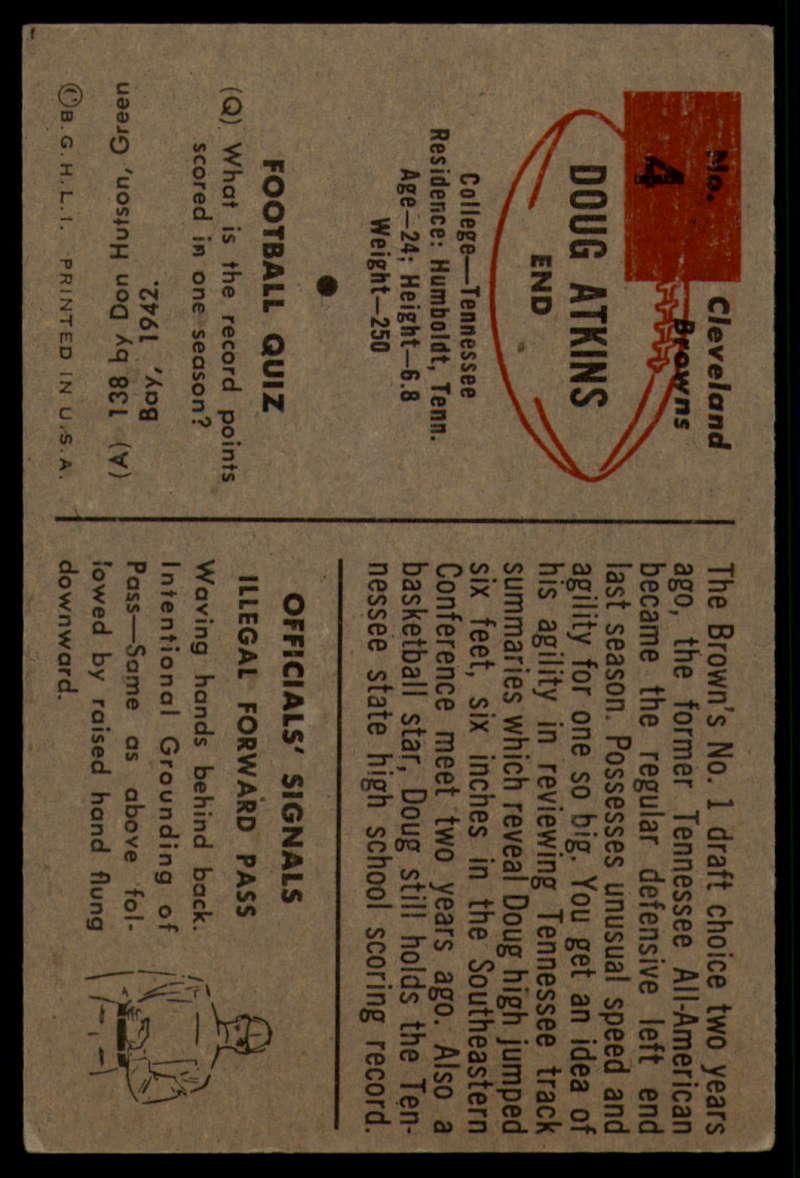 No.
4
Cleveland
Browns
DOUG ATKINS
END
College—Tennessee
Residence: Humboldt, Tenn.
Age—24; Height—6.8
Weight—250
FOOTBALL QUIZ
(Q) What is the record points
scored in one season?
(A) 138 by Don Hutson, Green
Bay, 1942.
©B.G.H.L.I. PRINTED IN U.S.A.
The Brown's No. 1 draft choice two years
ago, the former Tennessee All-American
became the regular defensive left end
last season. Possesses unusual speed and
agility for one so big. You get an idea of
his agility in reviewing Tennessee track
summaries which reveal Doug high jumped
six feet, six inches in the Southeastern
Conference meet two years ago. Also a
basketball star, Doug still holds the Ten-
nessee state high school scoring record.
OFFICIALS' SIGNALS
ILLEGAL FORWARD PASS
Waving hands behind back.
Intentional Grounding of
Pass—Same as above fol-
lowed by raised hand flung
downward.